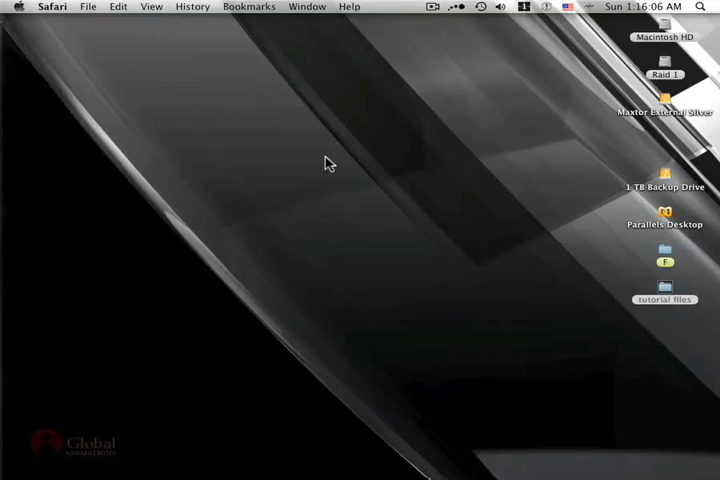 Safari File Edit View History Bookmarks Window Help Sun 1:16:06 AM
Macintosh HD
Raid 1
Maxtor External Silver
1 TB Backup Drive
Parallels Desktop
F
tutorial files
Global
ANIMATIONS